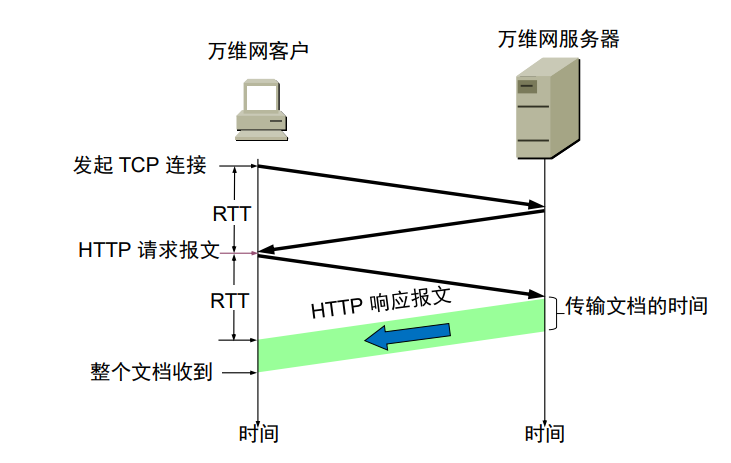 万维网客户
万维网服务器
发起 TCP 连接
RTT
HTTP 请求报文
RTT
HTTP 响应报文
传输文档的时间
整个文档收到
时间
时间